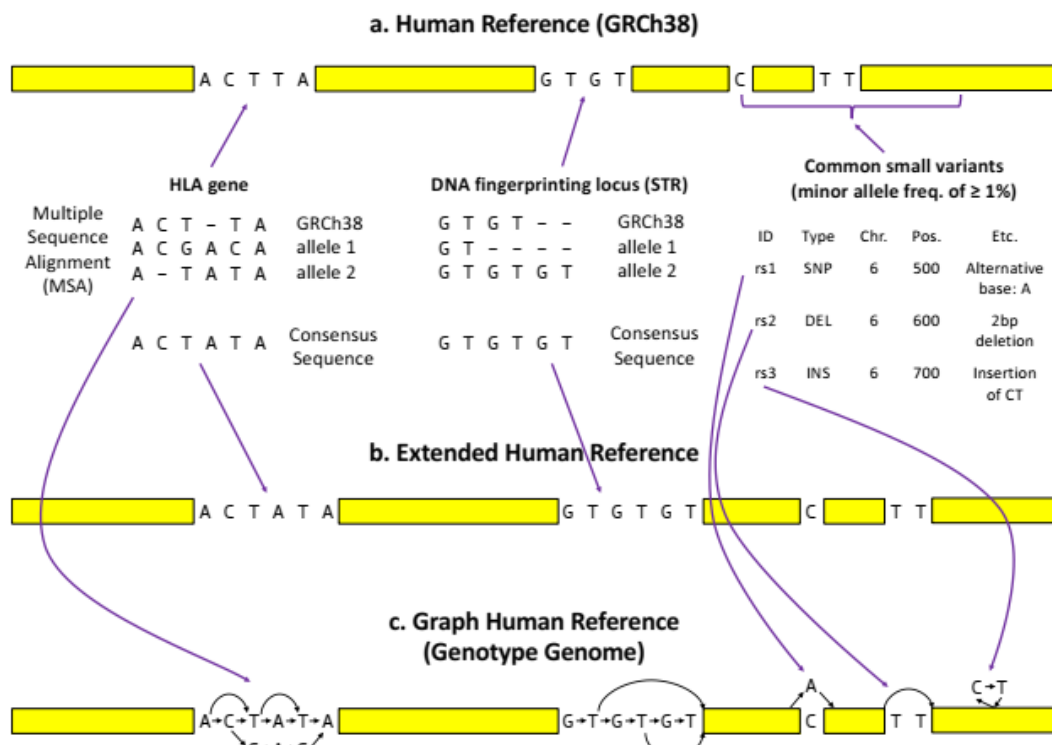 a. Human Reference (GRCh38)
A C T T A
G T G T
C
T T
HLA gene
Multiple
Sequence
Alignment
(MSA)
A C T – T A GRCh38
A C G A C A allele 1
A – T A T A allele 2
A C T A T A Consensus
Sequence
DNA fingerprinting locus (STR)
G T G T – – GRCh38
G T – – – – allele 1
G T G T G T allele 2
G T G T G T Consensus
Sequence
Common small variants
(minor allele freq. of ≥ 1%)
ID Type Chr. Pos. Etc.
rs1 SNP 6 500 Alternative
base: A
rs2 DEL 6 600 2bp
deletion
rs3 INS 6 700 Insertion
of CT
b. Extended Human Reference
A C T A T A
G T G T G T
C
T T
c. Graph Human Reference
(Genotype Genome)
A
C T
A C T A T A
G T G T G T
C
T T